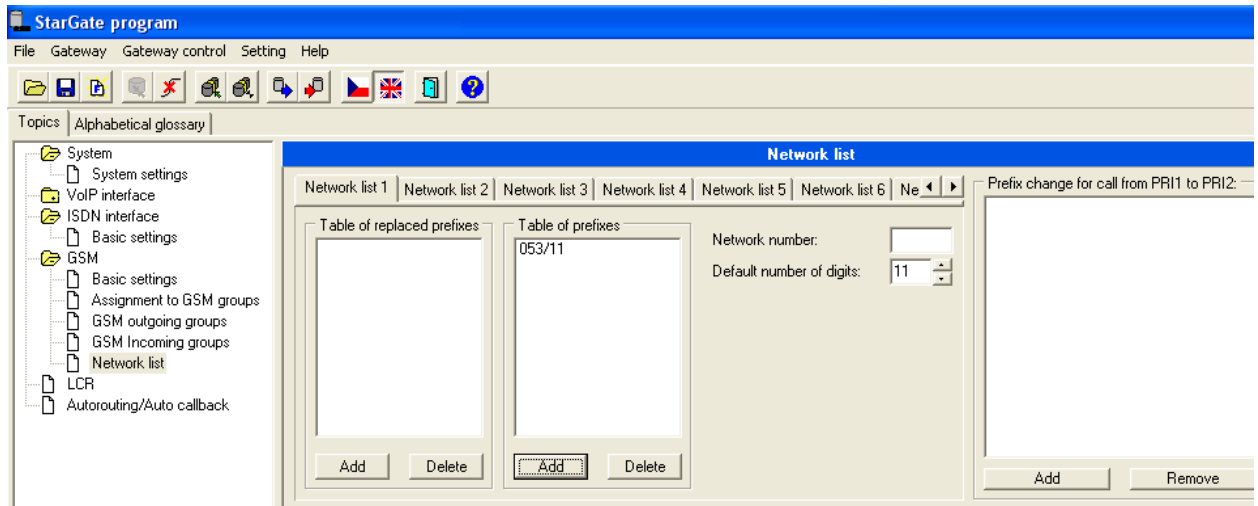 StarGate program
File Gateway Gateway control Setting Help
Topics Alphabetical glossary
System
System settings
VoIP interface
ISDN interface
Basic settings
GSM
Basic settings
Assignment to GSM groups
GSM outgoing groups
GSM Incoming groups
Network list
LCR
Autorouting/Auto callback
Network list
Network list 1 Network list 2 Network list 3 Network list 4 Network list 5 Network list 6 Ne
Table of replaced prefixes
Add Delete
Table of prefixes
053/11
Add Delete
Network number:
Default number of digits: 11
Prefix change for call from PRI1 to PRI2:
Add Remove